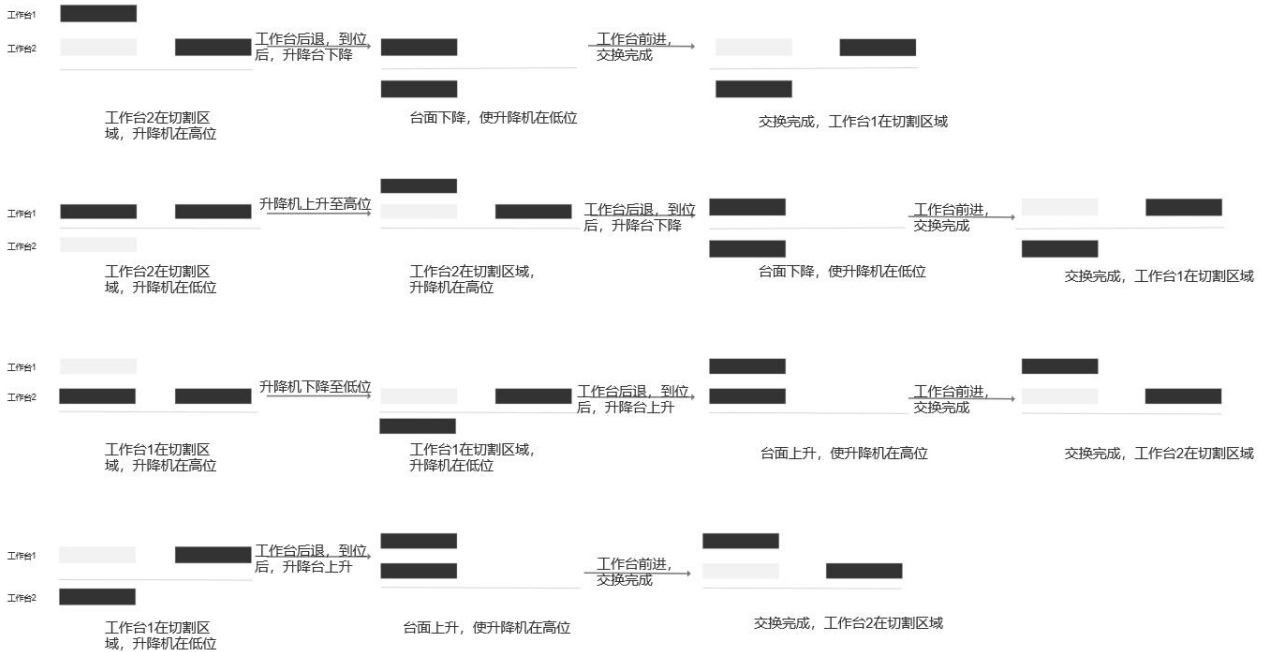 工作台1
工作台2
工作台后退，到位
后，升降台下降
工作台前进，
交换完成
工作台2在切割区
域，升降机在高位
台面下降，使升降机在低位
交换完成，工作台1在切割区域
工作台1
工作台2
升降机上升至高位
工作台后退，到位
后，升降台下降
工作台前进，
交换完成
工作台2在切割区
域，升降机在低位
工作台2在切割区域，
升降机在高位
台面下降，使升降机在低位
交换完成，工作台1在切割区域
工作台1
工作台2
升降机下降至低位
工作台后退，到位
后，升降台上升
工作台前进，
交换完成
工作台1在切割区
域，升降机在高位
工作台1在切割区域，
升降机在低位
台面上升，使升降机在高位
交换完成，工作台2在切割区域
工作台1
工作台2
工作台后退，到位
后，升降台上升
工作台前进，
交换完成
工作台1在切割区
域，升降机在低位
台面上升，使升降机在高位
交换完成，工作台2在切割区域